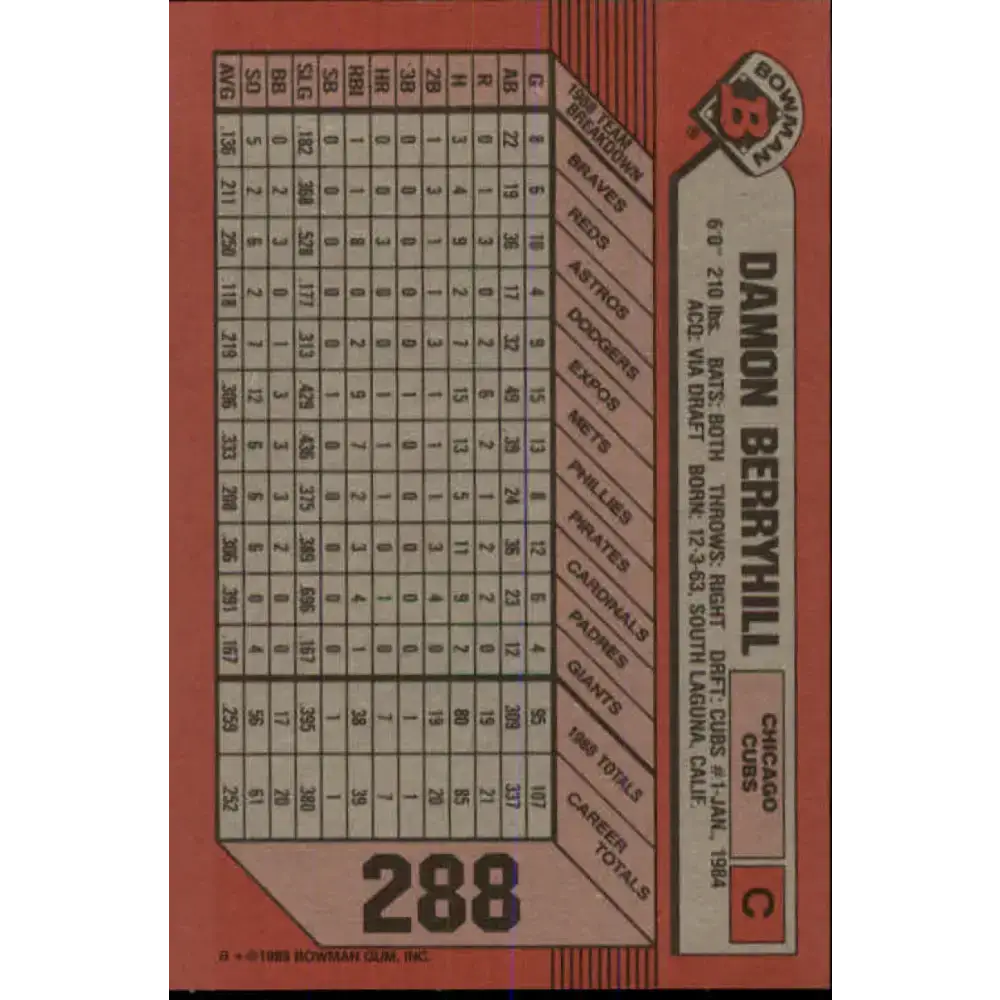 BOWMAN
B ®
DAMON BERRYHILL
CHICAGO
CUBS
C
6'0" 210 lbs. BATS: BOTH THROWS: RIGHT DRFT: CUBS #1-JAN., 1984
ACQ: VIA DRAFT BORN: 12-3-63, SOUTH LAGUNA, CALIF.
1988 TEAM BREAKDOWN BRAVES REDS ASTROS DODGERS EXPOS METS PHILLIES PIRATES CARDINALS PADRES GIANTS 1988 TOTALS CAREER TOTALS
G 8 6 10 4 9 15 13 8 12 6 4 95 107
AB 22 19 36 17 32 49 39 24 36 23 12 309 337
R 0 1 3 0 2 6 2 1 2 2 0 19 21
H 3 4 9 2 7 15 13 5 11 9 2 80 85
2B 1 3 1 1 3 1 1 1 3 4 0 19 20
3B 0 0 0 0 0 1 0 0 0 0 0 1 1
HR 0 0 3 0 0 1 1 1 0 1 0 7 7
RBI 1 1 8 0 2 9 7 2 3 4 1 38 39
SB 0 0 0 0 0 1 0 0 0 0 0 1 1
SLG .182 .368 .528 .177 .313 .429 .436 .375 .389 .696 .167 .395 .380
BB 0 2 3 0 1 3 3 3 2 0 0 17 20
SO 5 2 6 2 7 12 6 6 6 0 4 56 61
AVG .136 .211 .250 .118 .219 .306 .333 .208 .306 .391 .167 .259 .252
288
B * ©1989 BOWMAN GUM, INC.